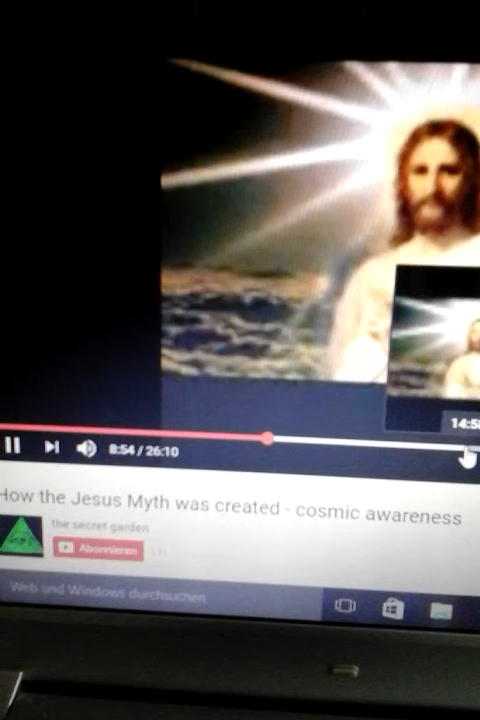 14:58
8:54 / 26:10
How the Jesus Myth was created - cosmic awareness
the secret garden
Abonnieren
Web und Windows durchsuchen